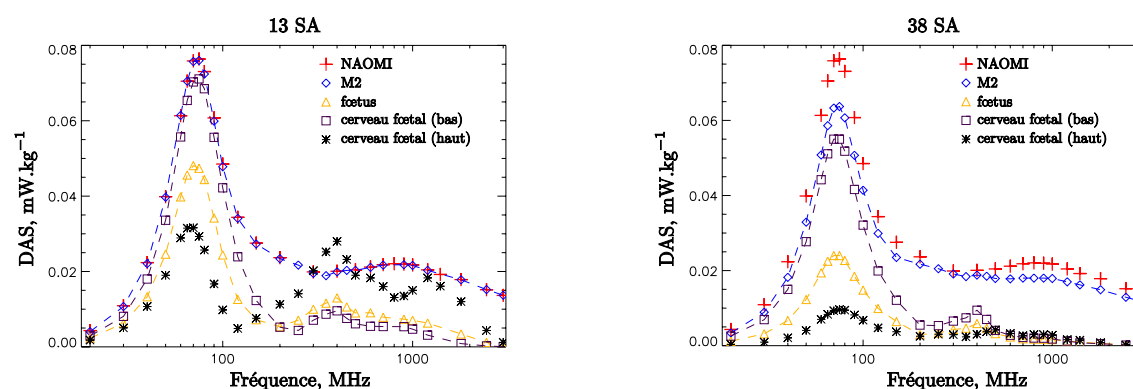 13 SA
0.08
0.06
0.04
0.02
0.00
DAS, mW.kg⁻¹
NAOMI
M2
fœtus
cerveau fœtal (bas)
cerveau fœtal (haut)
100
1000
Fréquence, MHz
38 SA
0.08
0.06
0.04
0.02
0.00
DAS, mW.kg⁻¹
NAOMI
M2
fœtus
cerveau fœtal (bas)
cerveau fœtal (haut)
100
1000
Fréquence, MHz